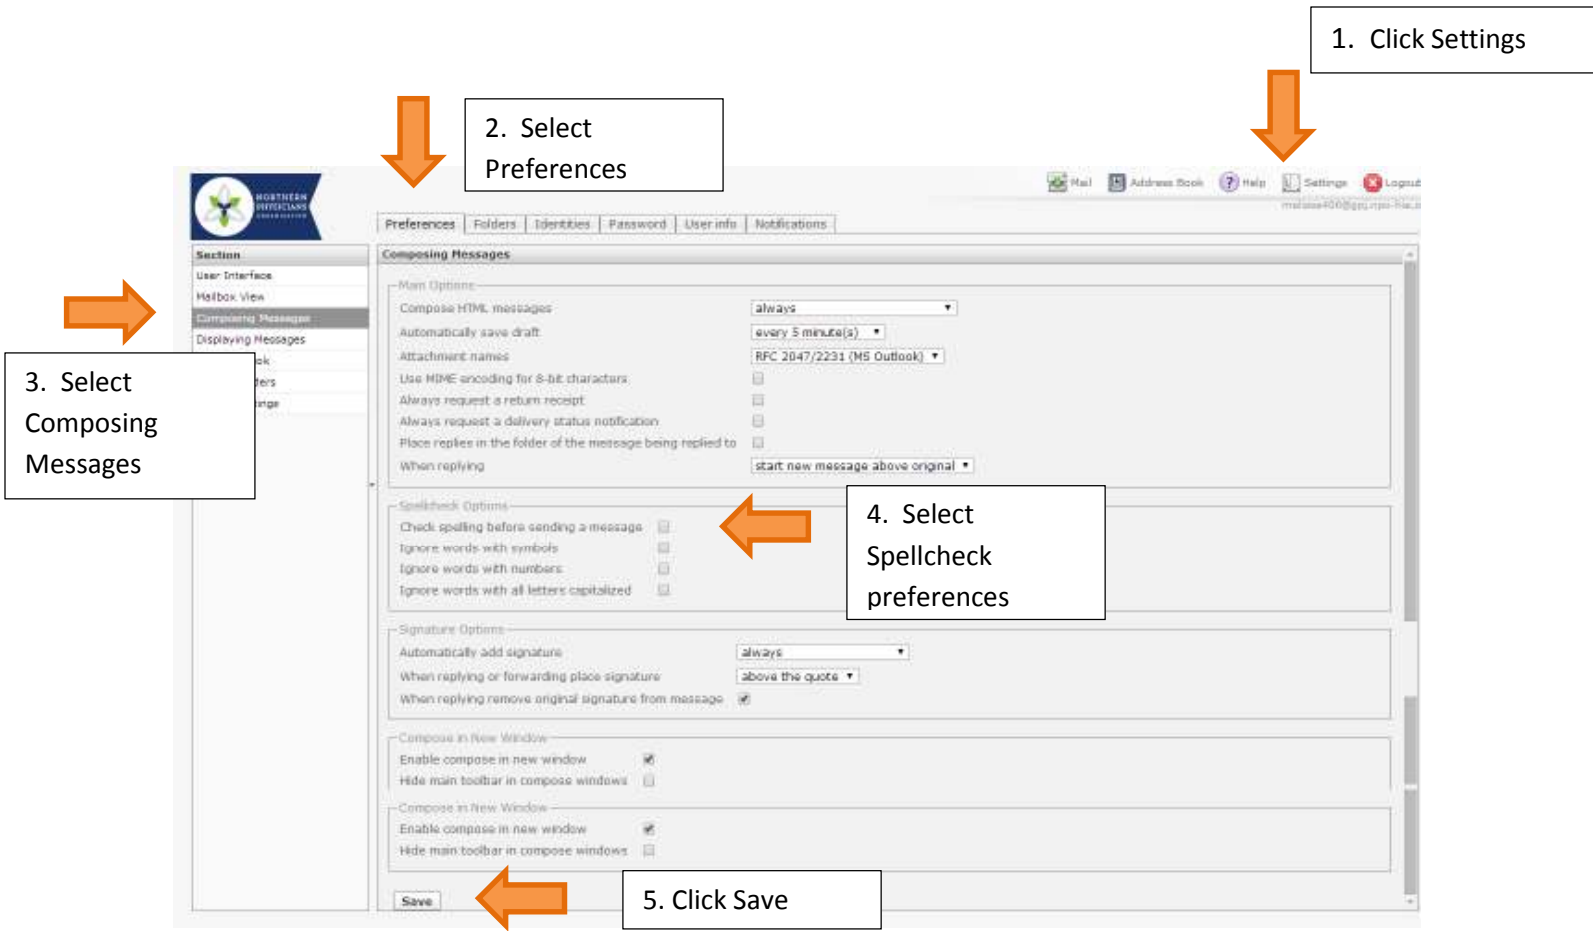 1. Click Settings
2. Select
Preferences
Mail Address Book ? Help Settings Logout
NORTHERN
PHYSICIANS
ORGANIZATION
Preferences Folders Identities Password User info Notifications
Section
User Interface
Mailbox View
Composing Messages
Displaying Messages
ok
ders
tings
3. Select
Composing
Messages
Composing Messages
Main Options
Compose HTML messages always
Automatically save draft every 5 minute(s)
Attachment names RFC 2047/2231 (MS Outlook)
Use MIME encoding for 8-bit characters
Always request a return receipt
Always request a delivery status notification
Place replies in the folder of the message being replied to
When replying start new message above original
Spellcheck Options
Check spelling before sending a message
Ignore words with symbols
Ignore words with numbers
Ignore words with all letters capitalized
4. Select
Spellcheck
preferences
Signature Options
Automatically add signature always
When replying or forwarding place signature above the quote
When replying remove original signature from message
Compose in New Window
Enable compose in new window
Hide main toolbar in compose windows
Compose in New Window
Enable compose in new window
Hide main toolbar in compose windows
Save
5. Click Save